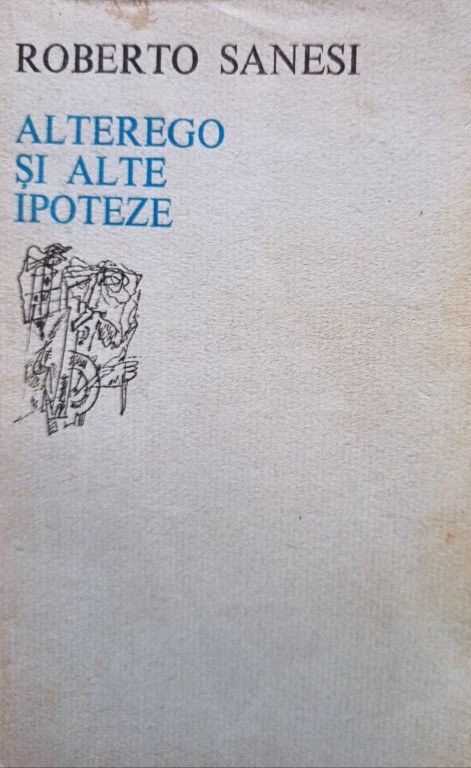 ROBERTO SANESI
ALTEREGO
ȘI ALTE
IPOTEZE